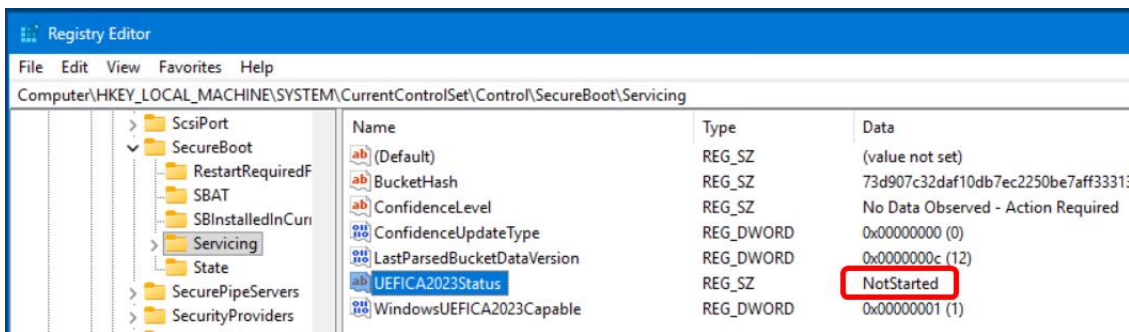 Registry Editor
File Edit View Favorites Help
Computer\HKEY_LOCAL_MACHINE\SYSTEM\CurrentControlSet\Control\SecureBoot\Servicing
ScsiPort
SecureBoot
RestartRequiredF
SBAT
SBInstalledInCurr
Servicing
State
SecurePipeServers
SecurityProviders
Name Type Data
(Default) REG_SZ (value not set)
BucketHash REG_SZ 73d907c32daf10db7ec2250be7aff33313
ConfidenceLevel REG_SZ No Data Observed - Action Required
ConfidenceUpdateType REG_DWORD 0x00000000 (0)
LastParsedBucketDataVersion REG_DWORD 0x0000000c (12)
UEFICA2023Status REG_SZ NotStarted
WindowsUEFICA2023Capable REG_DWORD 0x00000001 (1)